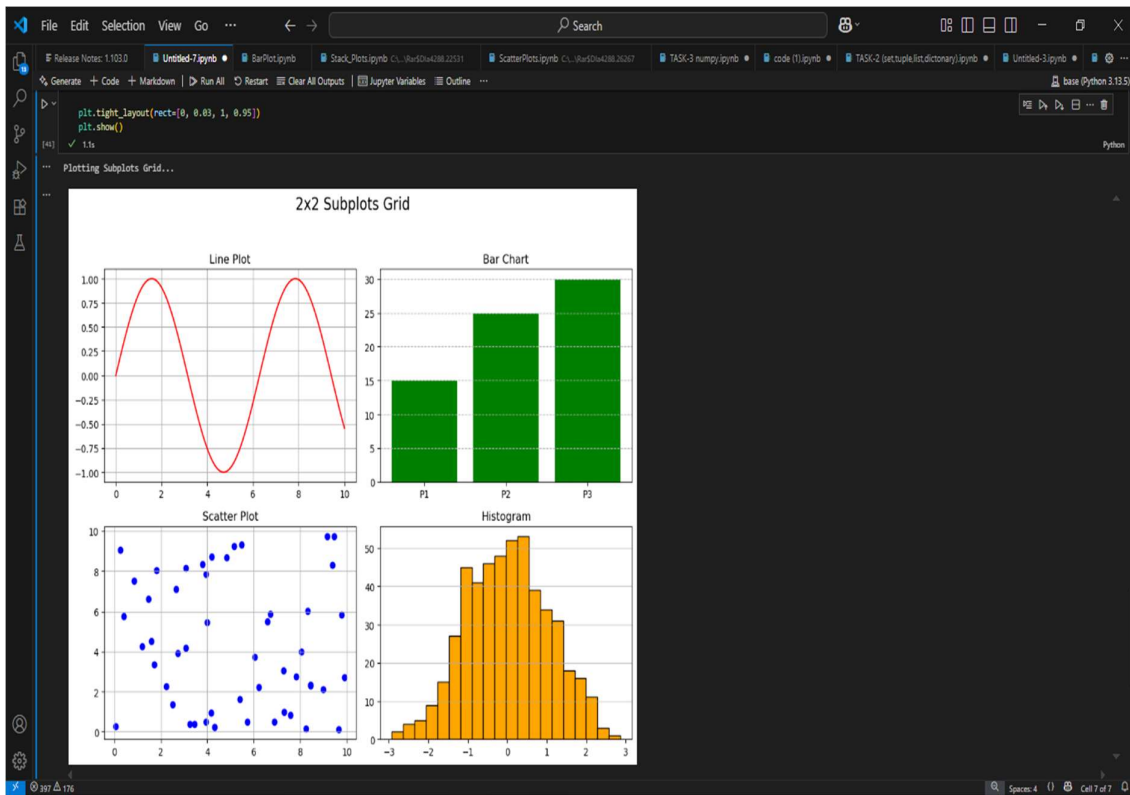 File Edit Selection View Go ··· Search
Release Notes: 1.103.0 Untitled-7.ipynb BarPlot.ipynb Stack_Plots.ipynb C:\...\Rar$DIa4288.22531 ScatterPlots.ipynb C:\...\Rar$DIa4288.26267 TASK-3 numpy.ipynb code (1).ipynb TASK-2 (set,tuple,list,dictonary).ipynb Untitled-3.ipynb
Generate + Code + Markdown Run All Restart Clear All Outputs Jupyter Variables Outline ··· base (Python 3.13.5)
plt.tight_layout(rect=[0, 0.03, 1, 0.95])
plt.show()
[41] ✓ 1.1s Python
Plotting Subplots Grid...
2x2 Subplots Grid
Line Plot
1.00
0.75
0.50
0.25
0.00
−0.25
−0.50
−0.75
−1.00
0 2 4 6 8 10
Bar Chart
30
25
20
15
10
5
0
P1 P2 P3
Scatter Plot
10
8
6
4
2
0
0 2 4 6 8 10
Histogram
50
40
30
20
10
0
−3 −2 −1 0 1 2 3
397 176 Spaces: 4 () Cell 7 of 7